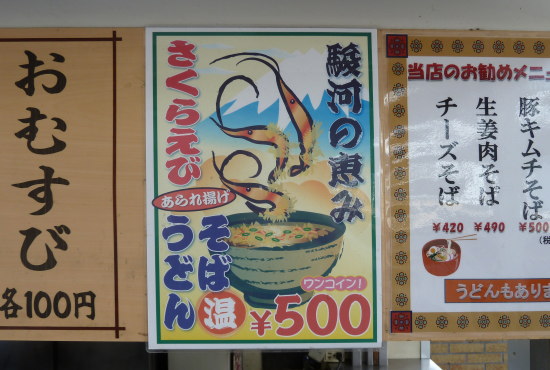 おむすび
各100円
駿河の恵み
さくらえび
あられ揚げ
そば
うどん
温
ワンコイン!
¥500
当店のお勧めメニ
豚キムチそば
¥500
生姜肉そば
¥490
チーズそば
¥420
うどんもありま